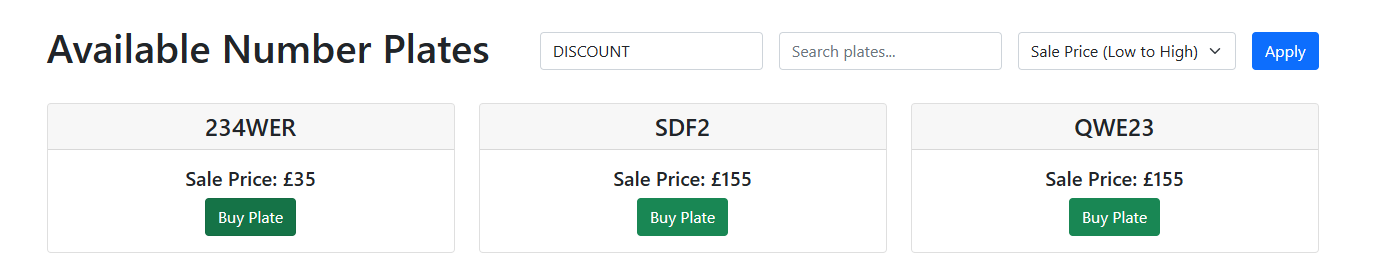 Available Number Plates
DISCOUNT
Search plates...
Sale Price (Low to High)
Apply
234WER
Sale Price: £35
Buy Plate
SDF2
Sale Price: £155
Buy Plate
QWE23
Sale Price: £155
Buy Plate